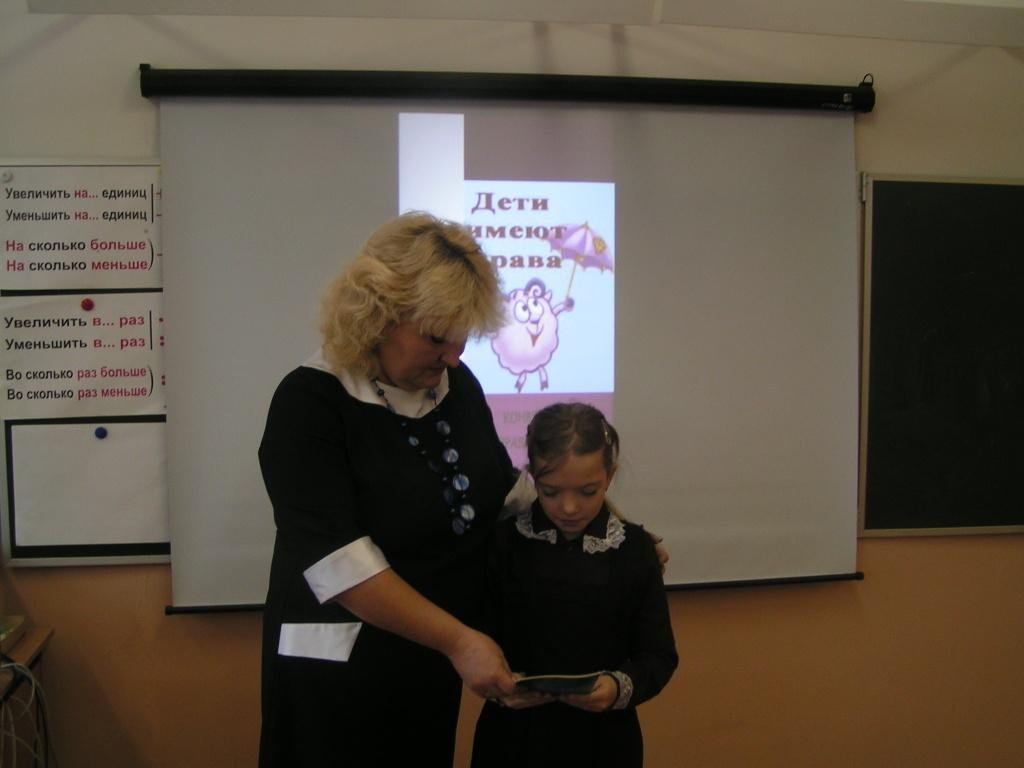 Увеличить на... единиц
Уменьшить на... единиц
На сколько больше
На сколько меньше
Увеличить в... раз
Уменьшить в... раз
Во сколько раз больше
Во сколько раз меньше
Дети
имеют